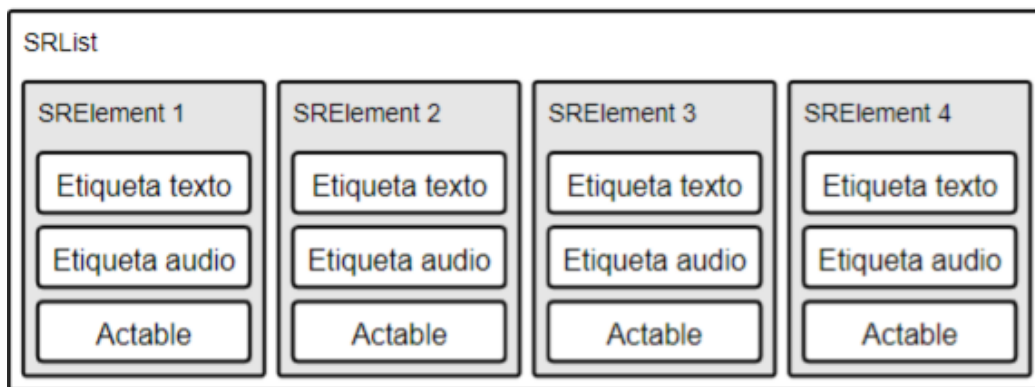 SRList
SRElement 1
Etiqueta texto
Etiqueta audio
Actable
SRElement 2
Etiqueta texto
Etiqueta audio
Actable
SRElement 3
Etiqueta texto
Etiqueta audio
Actable
SRElement 4
Etiqueta texto
Etiqueta audio
Actable